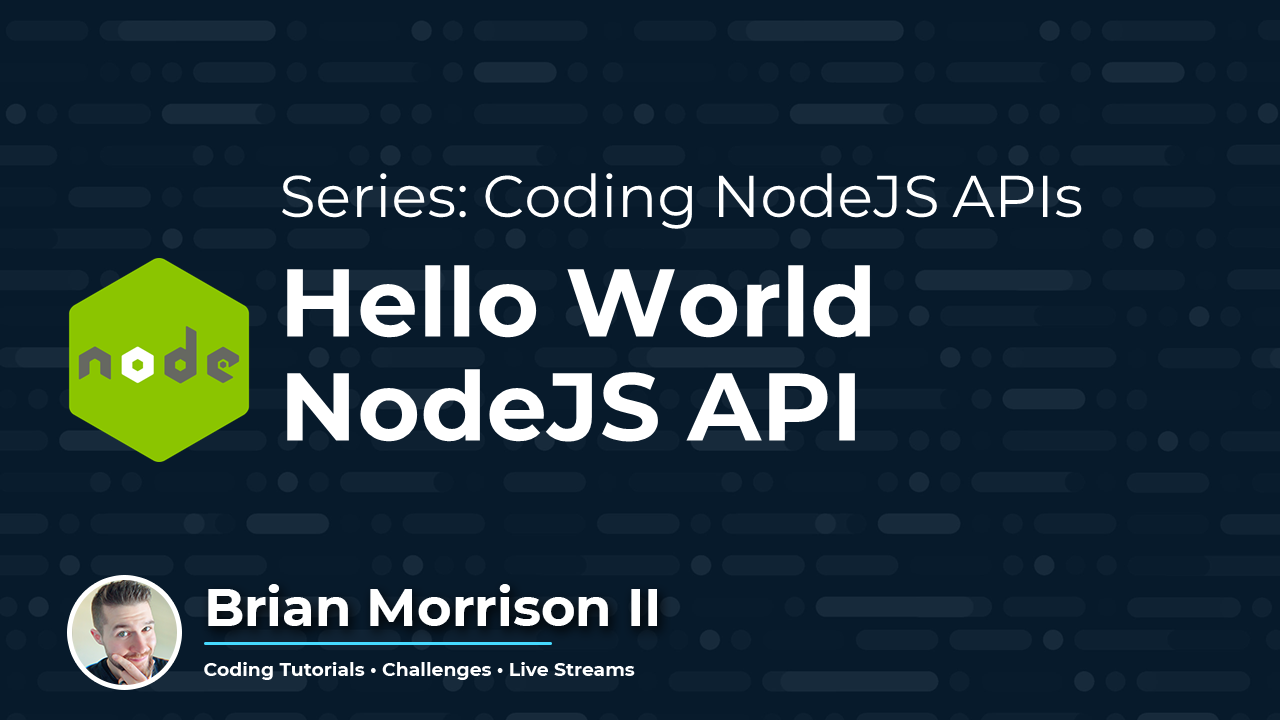 Series: Coding NodeJS APIs
Hello World
NodeJS API
node
Brian Morrison II
Coding Tutorials • Challenges • Live Streams